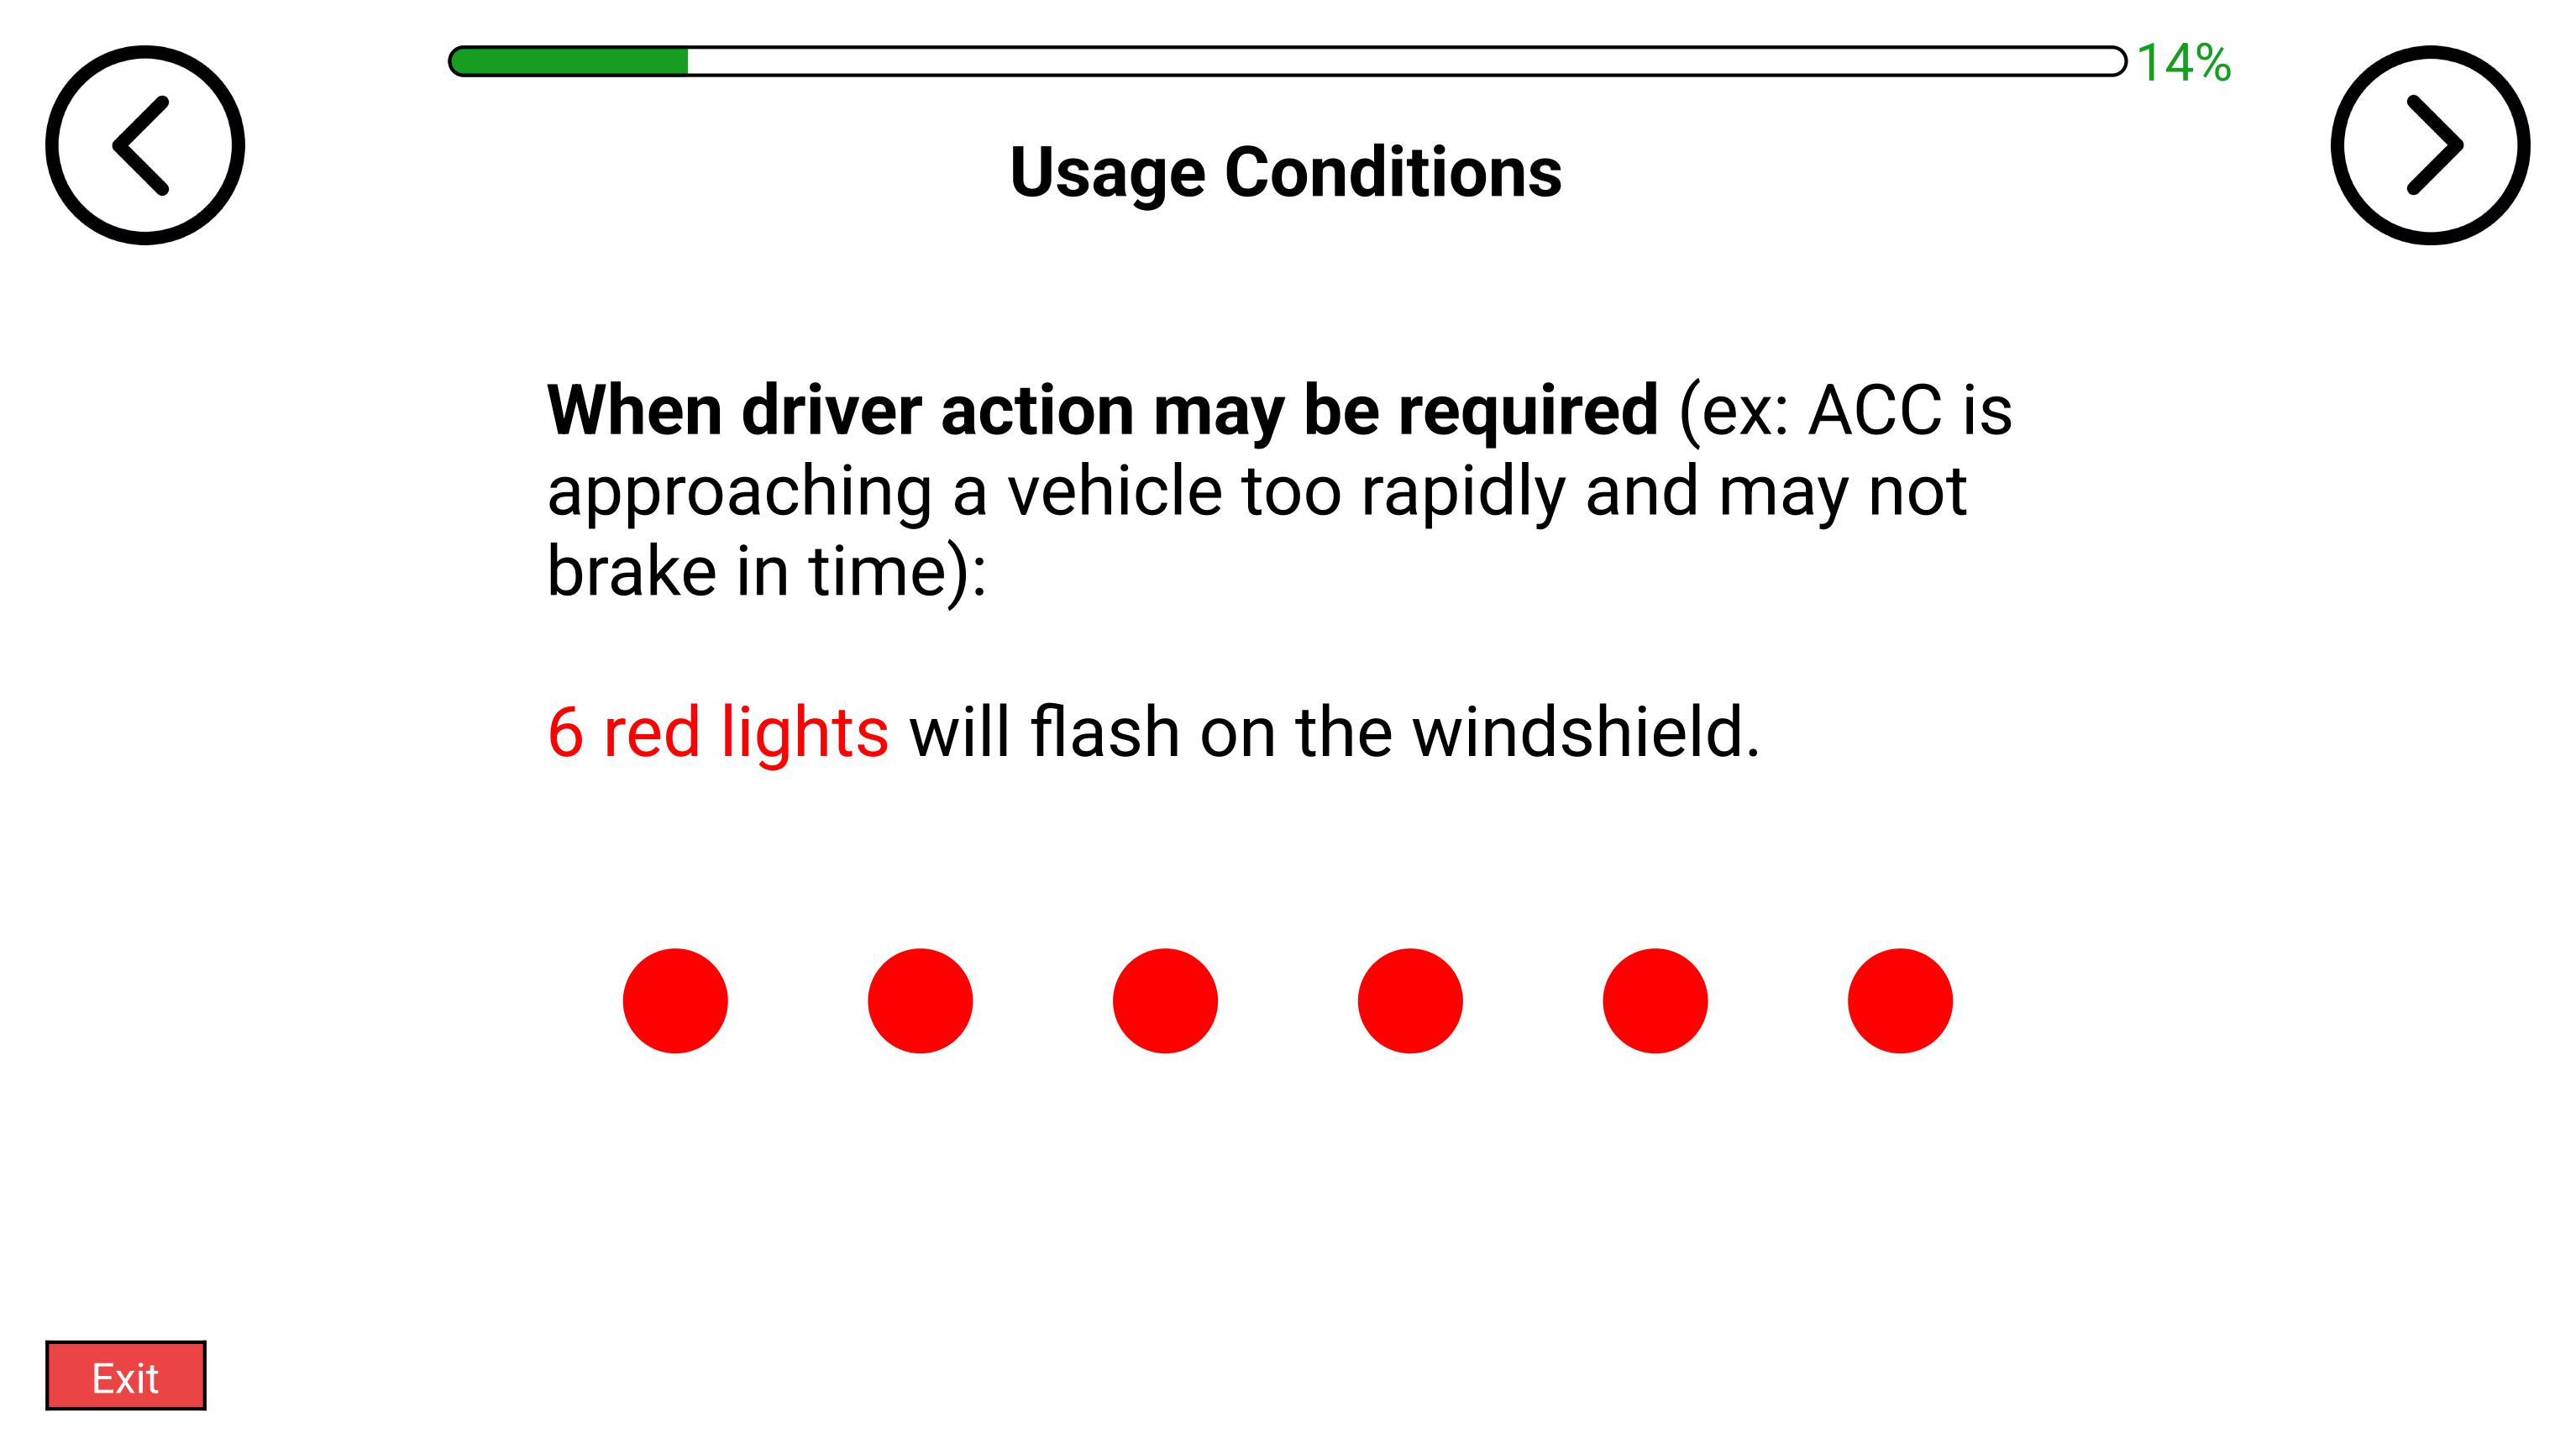 14%
Usage Conditions
When driver action may be required (ex: ACC is
approaching a vehicle too rapidly and may not
brake in time):
6 red lights will flash on the windshield.
Exit